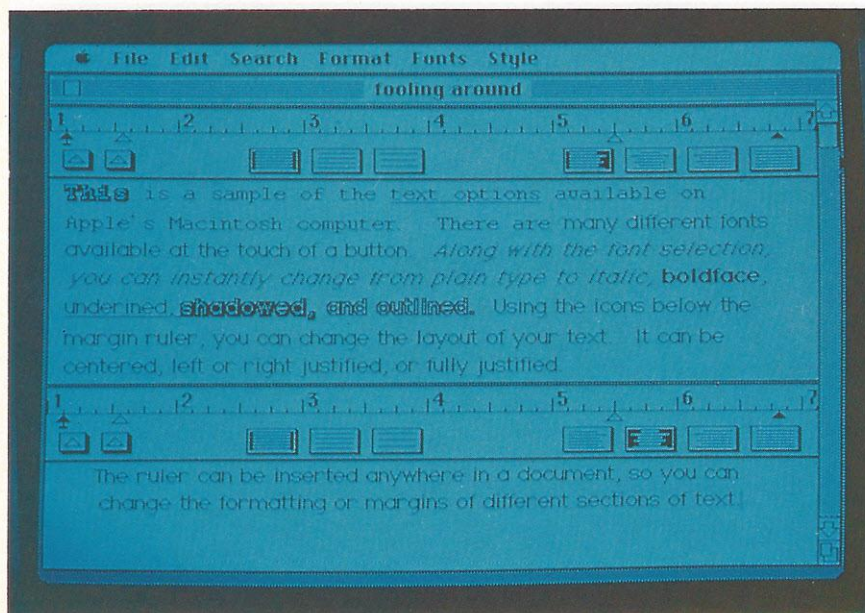 File Edit Search Format Fonts Style
fooling around
1 2 3 4 5 6 7
This is a sample of the text options available on
Apple's Macintosh computer. There are many different fonts
available at the touch of a button. Along with the font selection,
you can instantly change from plain type to italic, boldface,
underined, shadowed, and outlined. Using the icons below the
margin ruler, you can change the layout of your text. It can be
centered, left or right justified, or fully justified.
1 2 3 4 5 6 7
The ruler can be inserted anywhere in a document, so you can
change the formatting or margins of different sections of text.